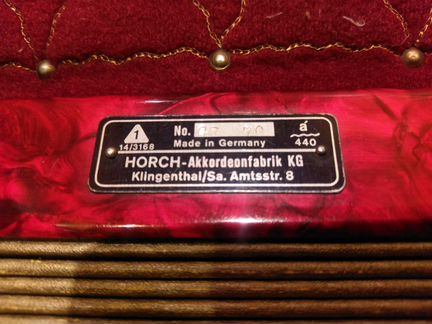 1
14/3168
No.
Made in Germany
á
440
HORCH-Akkordeonfabrik KG
Klingenthal/Sa. Amtsstr. 8